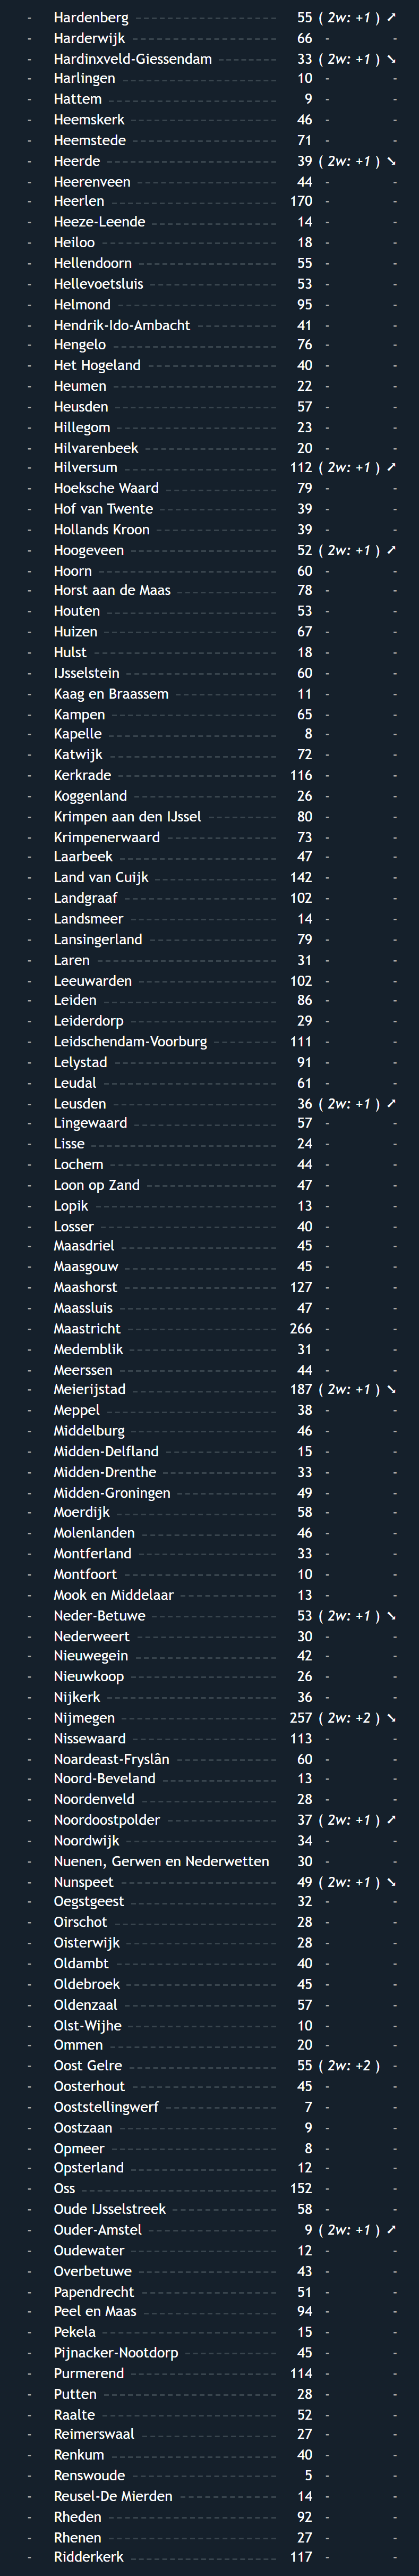 - Hardenberg 55 ( 2w: +1 ) ➚
- Harderwijk 66 - -
- Hardinxveld-Giessendam 33 ( 2w: +1 ) ➘
- Harlingen 10 - -
- Hattem 9 - -
- Heemskerk 46 - -
- Heemstede 71 - -
- Heerde 39 ( 2w: +1 ) ➘
- Heerenveen 44 - -
- Heerlen 170 - -
- Heeze-Leende 14 - -
- Heiloo 18 - -
- Hellendoorn 55 - -
- Hellevoetsluis 53 - -
- Helmond 95 - -
- Hendrik-Ido-Ambacht 41 - -
- Hengelo 76 - -
- Het Hogeland 40 - -
- Heumen 22 - -
- Heusden 57 - -
- Hillegom 23 - -
- Hilvarenbeek 20 - -
- Hilversum 112 ( 2w: +1 ) ➚
- Hoeksche Waard 79 - -
- Hof van Twente 39 - -
- Hollands Kroon 39 - -
- Hoogeveen 52 ( 2w: +1 ) ➚
- Hoorn 60 - -
- Horst aan de Maas 78 - -
- Houten 53 - -
- Huizen 67 - -
- Hulst 18 - -
- IJsselstein 60 - -
- Kaag en Braassem 11 - -
- Kampen 65 - -
- Kapelle 8 - -
- Katwijk 72 - -
- Kerkrade 116 - -
- Koggenland 26 - -
- Krimpen aan den IJssel 80 - -
- Krimpenerwaard 73 - -
- Laarbeek 47 - -
- Land van Cuijk 142 - -
- Landgraaf 102 - -
- Landsmeer 14 - -
- Lansingerland 79 - -
- Laren 31 - -
- Leeuwarden 102 - -
- Leiden 86 - -
- Leiderdorp 29 - -
- Leidschendam-Voorburg 111 - -
- Lelystad 91 - -
- Leudal 61 - -
- Leusden 36 ( 2w: +1 ) ➚
- Lingewaard 57 - -
- Lisse 24 - -
- Lochem 44 - -
- Loon op Zand 47 - -
- Lopik 13 - -
- Losser 40 - -
- Maasdriel 45 - -
- Maasgouw 45 - -
- Maashorst 127 - -
- Maassluis 47 - -
- Maastricht 266 - -
- Medemblik 31 - -
- Meerssen 44 - -
- Meierijstad 187 ( 2w: +1 ) ➘
- Meppel 38 - -
- Middelburg 46 - -
- Midden-Delfland 15 - -
- Midden-Drenthe 33 - -
- Midden-Groningen 49 - -
- Moerdijk 58 - -
- Molenlanden 46 - -
- Montferland 33 - -
- Montfoort 10 - -
- Mook en Middelaar 13 - -
- Neder-Betuwe 53 ( 2w: +1 ) ➘
- Nederweert 30 - -
- Nieuwegein 42 - -
- Nieuwkoop 26 - -
- Nijkerk 36 - -
- Nijmegen 257 ( 2w: +2 ) ➘
- Nissewaard 113 - -
- Noardeast-Fryslân 60 - -
- Noord-Beveland 13 - -
- Noordenveld 28 - -
- Noordoostpolder 37 ( 2w: +1 ) ➚
- Noordwijk 34 - -
- Nuenen, Gerwen en Nederwetten 30 - -
- Nunspeet 49 ( 2w: +1 ) ➘
- Oegstgeest 32 - -
- Oirschot 28 - -
- Oisterwijk 28 - -
- Oldambt 40 - -
- Oldebroek 45 - -
- Oldenzaal 57 - -
- Olst-Wijhe 10 - -
- Ommen 20 - -
- Oost Gelre 55 ( 2w: +2 ) -
- Oosterhout 45 - -
- Ooststellingwerf 7 - -
- Oostzaan 9 - -
- Opmeer 8 - -
- Opsterland 12 - -
- Oss 152 - -
- Oude IJsselstreek 58 - -
- Ouder-Amstel 9 ( 2w: +1 ) ➚
- Oudewater 12 - -
- Overbetuwe 43 - -
- Papendrecht 51 - -
- Peel en Maas 94 - -
- Pekela 15 - -
- Pijnacker-Nootdorp 45 - -
- Purmerend 114 - -
- Putten 28 - -
- Raalte 52 - -
- Reimerswaal 27 - -
- Renkum 40 - -
- Renswoude 5 - -
- Reusel-De Mierden 14 - -
- Rheden 92 - -
- Rhenen 27 - -
- Ridderkerk 117 - -